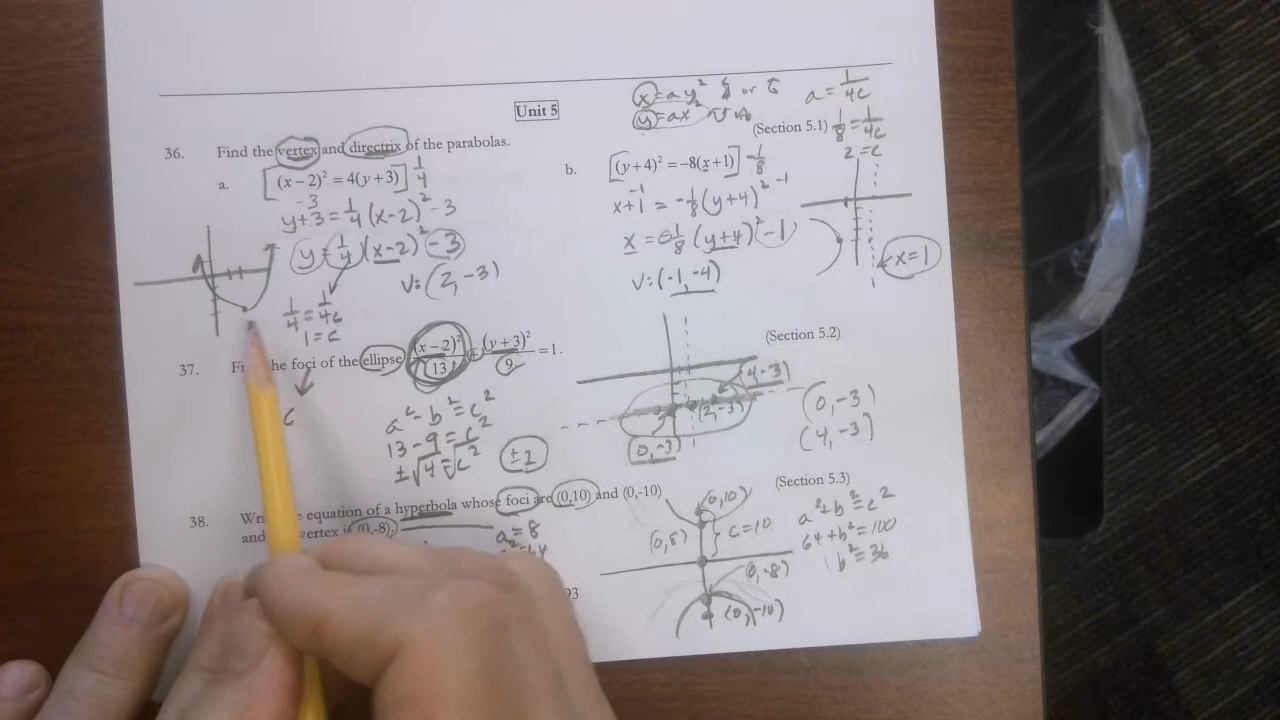 Unit 5
x = ay² or
y = ax²
a = 1/4c
(Section 5.1)
1/8 = 1/4c
2 = c
36. Find the vertex and directrix of the parabolas.
a. (x − 2)² = 4(y + 3) 1/4
−3
y + 3 = 1/4 (x − 2)² − 3
y = 1/4 (x − 2)² − 3
V: (2, −3)
1/4 = 1/4c
1 = c
b. (y + 4)² = −8(x + 1) −1/8
x + 1 −1 = −1/8 (y + 4)² −1
x = −1/8 (y + 4)² − 1
V: (−1, −4)
x = 1
37. Fi the foci of the ellipse (x − 2)²/13 + (y + 3)²/9 = 1.
(Section 5.2)
c
a² − b² = c²
13 − 9 = c²
±√4 = √c²
±2
(4, −3)
(2, −3)
(0, −3)
(0, −3)
(4, −3)
38. Wri equation of a hyperbola whose foci are (0,10) and (0,-10)
and vertex if (0,-8).
(Section 5.3)
a = 8
(0, 10)
(0, 8)
c = 10
(0, −8)
(0, −10)
a² + b² = c²
64 + b² = 100
b² = 36
93